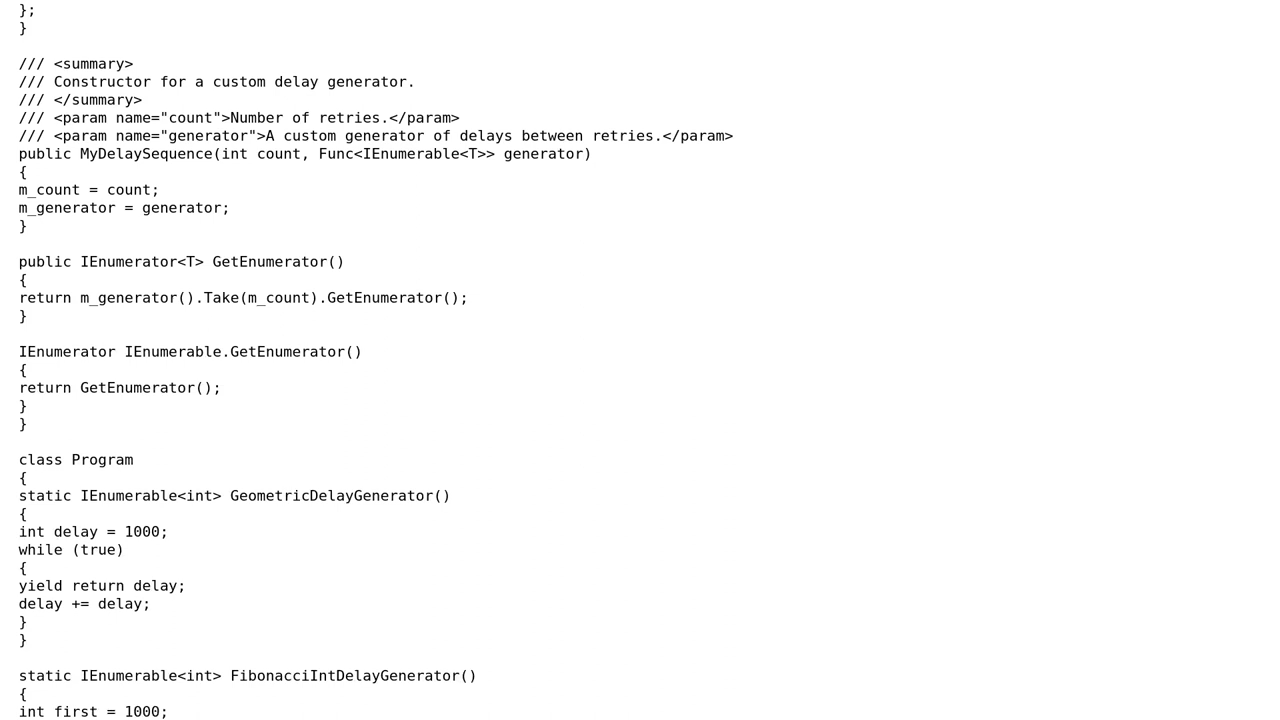 };
}
/// <summary>
/// Constructor for a custom delay generator.
/// </summary>
/// <param name="count">Number of retries.</param>
/// <param name="generator">A custom generator of delays between retries.</param>
public MyDelaySequence(int count, Func<IEnumerable<T>> generator)
{
m_count = count;
m_generator = generator;
}
public IEnumerator<T> GetEnumerator()
{
return m_generator().Take(m_count).GetEnumerator();
}
IEnumerator IEnumerable.GetEnumerator()
{
return GetEnumerator();
}
}
class Program
{
static IEnumerable<int> GeometricDelayGenerator()
{
int delay = 1000;
while (true)
{
yield return delay;
delay += delay;
}
}
static IEnumerable<int> FibonacciIntDelayGenerator()
{
int first = 1000;